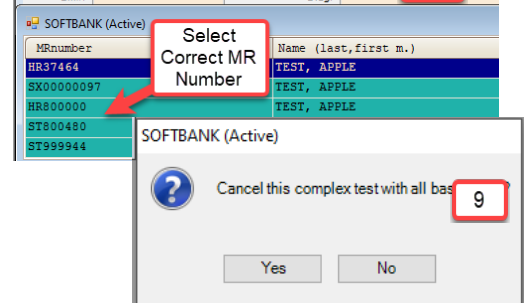 SOFTBANK (Active)
Select
Correct MR
Number
MRnumber
Name (last,first m.)
HR37464
TEST, APPLE
SX00000097
TEST, APPLE
HR800000
TEST, APPLE
ST800480
ST999944
SOFTBANK (Active)
Cancel this complex test with all
9
Yes
No